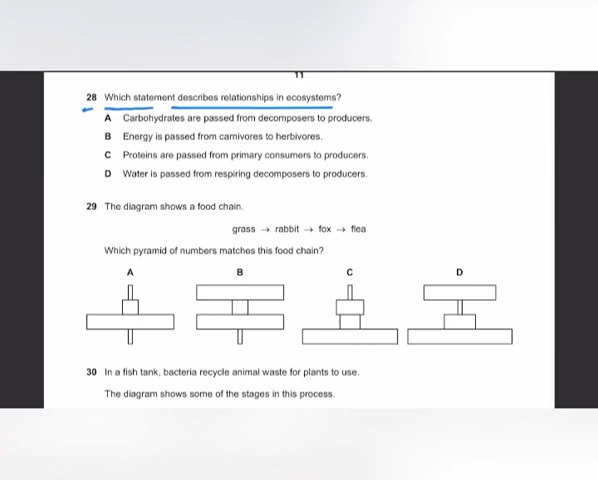 11
28 Which statement describes relationships in ecosystems?
A Carbohydrates are passed from decomposers to producers.
B Energy is passed from carnivores to herbivores.
C Proteins are passed from primary consumers to producers.
D Water is passed from respiring decomposers to producers.
29 The diagram shows a food chain.
grass → rabbit → fox → flea
Which pyramid of numbers matches this food chain?
A B C D
30 In a fish tank, bacteria recycle animal waste for plants to use.
The diagram shows some of the stages in this process.